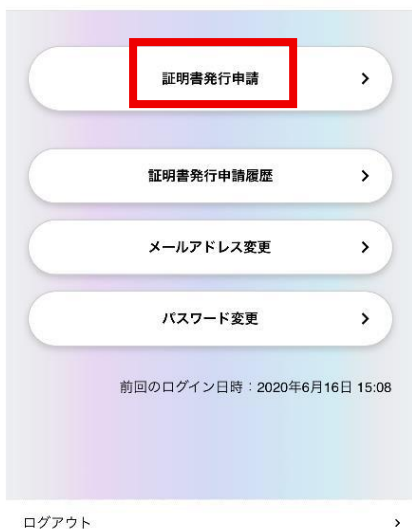 証明書発行申請
証明書発行申請履歴
メールアドレス変更
パスワード変更
前回のログイン日時：2020年6月16日 15:08
ログアウト